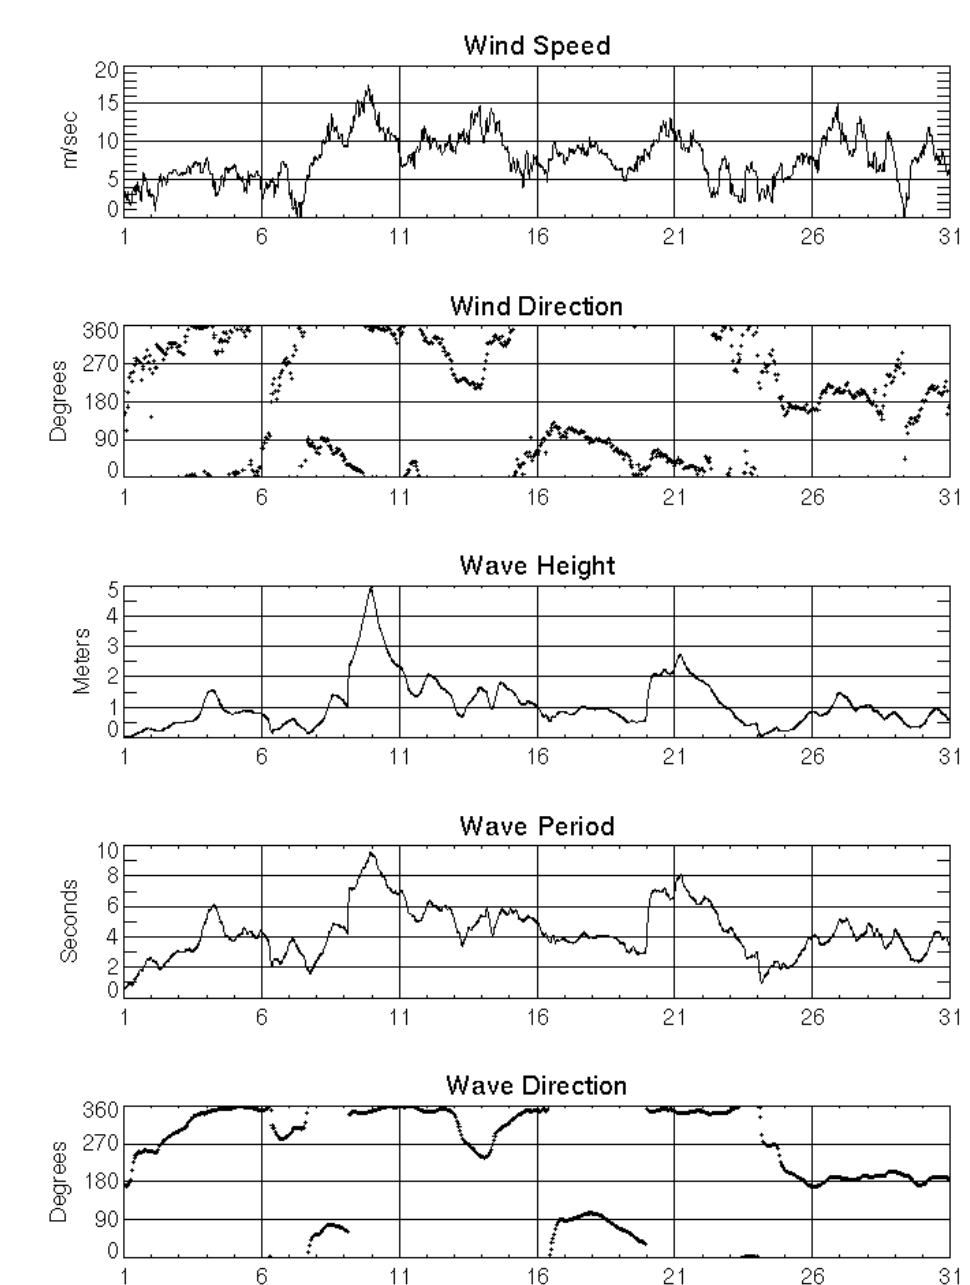 Wind Speed
20
15
10
5
0
m/sec
1 6 11 16 21 26 31
Wind Direction
360
270
180
90
0
Degrees
1 6 11 16 21 26 31
Wave Height
5
4
3
2
1
0
Meters
1 6 11 16 21 26 31
Wave Period
10
8
6
4
2
0
Seconds
1 6 11 16 21 26 31
Wave Direction
360
270
180
90
0
Degrees
1 6 11 16 21 26 31